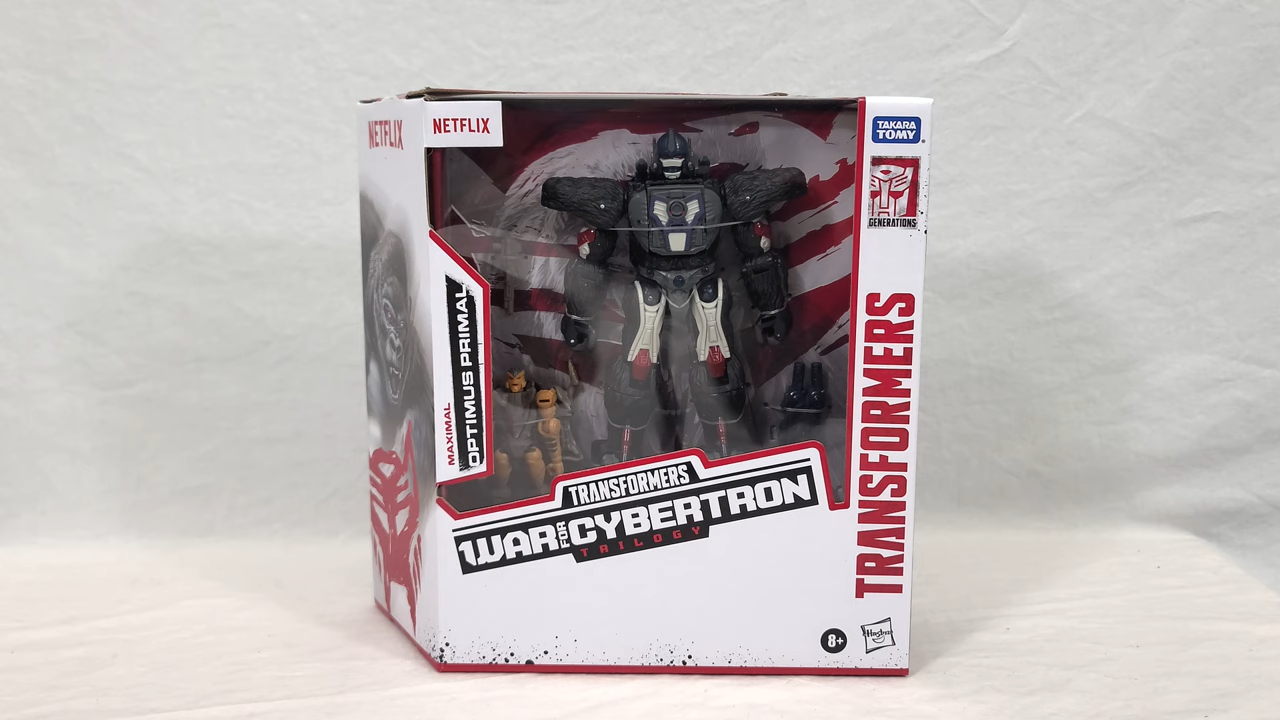 NETFLIX
NETFLIX
TAKARA
TOMY
GENERATIONS
MAXIMAL
OPTIMUS PRIMAL
TRANSFORMERS
WAR FOR CYBERTRON
TRILOGY
TRANSFORMERS
8+
Hasbro